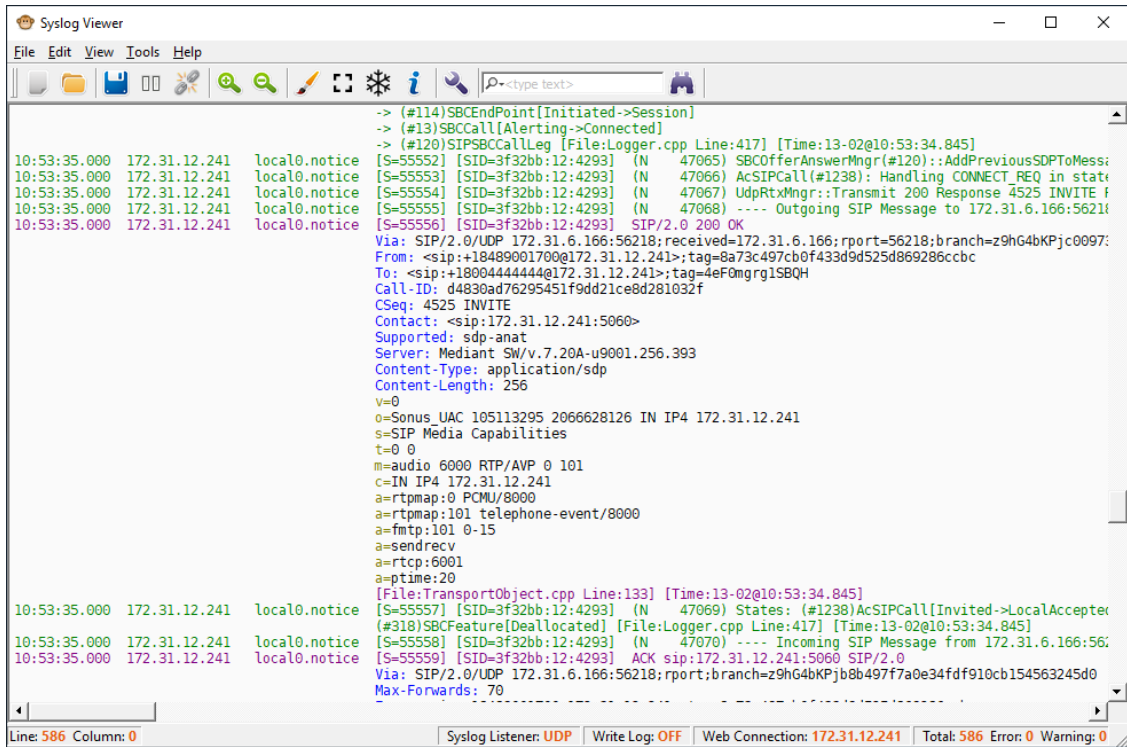 Syslog Viewer
File Edit View Tools Help
<type text>
-> (#114)SBCEndPoint[Initiated->Session]
-> (#13)SBCCall[Alerting->Connected]
-> (#120)SIPSBCCallLeg [File:Logger.cpp Line:417] [Time:13-02@10:53:34.845]
10:53:35.000 172.31.12.241 local0.notice [S=55552] [SID=3f32bb:12:4293] (N 47065) SBCOfferAnswerMngr(#120)::AddPreviousSDPToMessa
10:53:35.000 172.31.12.241 local0.notice [S=55553] [SID=3f32bb:12:4293] (N 47066) AcSIPCall(#1238): Handling CONNECT_REQ in state
10:53:35.000 172.31.12.241 local0.notice [S=55554] [SID=3f32bb:12:4293] (N 47067) UdpRtxMngr::Transmit 200 Response 4525 INVITE
10:53:35.000 172.31.12.241 local0.notice [S=55555] [SID=3f32bb:12:4293] (N 47068) ---- Outgoing SIP Message to 172.31.6.166:56218
10:53:35.000 172.31.12.241 local0.notice [S=55556] [SID=3f32bb:12:4293] SIP/2.0 200 OK
Via: SIP/2.0/UDP 172.31.6.166:56218;received=172.31.6.166;rport=56218;branch=z9hG4bKPjc0097
From: <sip:+18489001700@172.31.12.241>;tag=8a73c497cb0f433d9d525d869286ccbc
To: <sip:+18004444444@172.31.12.241>;tag=4eF0mgrg1SBQH
Call-ID: d4830ad76295451f9dd21ce8d281032f
CSeq: 4525 INVITE
Contact: <sip:172.31.12.241:5060>
Supported: sdp-anat
Server: Mediant SW/v.7.20A-u9001.256.393
Content-Type: application/sdp
Content-Length: 256
v=0
o=Sonus_UAC 105113295 2066628126 IN IP4 172.31.12.241
s=SIP Media Capabilities
t=0 0
m=audio 6000 RTP/AVP 0 101
c=IN IP4 172.31.12.241
a=rtpmap:0 PCMU/8000
a=rtpmap:101 telephone-event/8000
a=fmtp:101 0-15
a=sendrecv
a=rtcp:6001
a=ptime:20
[File:TransportObject.cpp Line:133] [Time:13-02@10:53:34.845]
10:53:35.000 172.31.12.241 local0.notice [S=55557] [SID=3f32bb:12:4293] (N 47069) States: (#1238)AcSIPCall[Invited->LocalAccepted
(#318)SBCFeature[Deallocated] [File:Logger.cpp Line:417] [Time:13-02@10:53:34.845]
10:53:35.000 172.31.12.241 local0.notice [S=55558] [SID=3f32bb:12:4293] (N 47070) ---- Incoming SIP Message from 172.31.6.166:562
10:53:35.000 172.31.12.241 local0.notice [S=55559] [SID=3f32bb:12:4293] ACK sip:172.31.12.241:5060 SIP/2.0
Via: SIP/2.0/UDP 172.31.6.166:56218;rport;branch=z9hG4bKPjb8b497f7a0e34fdf910cb154563245d0
Max-Forwards: 70
Line: 586 Column: 0 Syslog Listener: UDP Write Log: OFF Web Connection: 172.31.12.241 Total: 586 Error: 0 Warning: 0